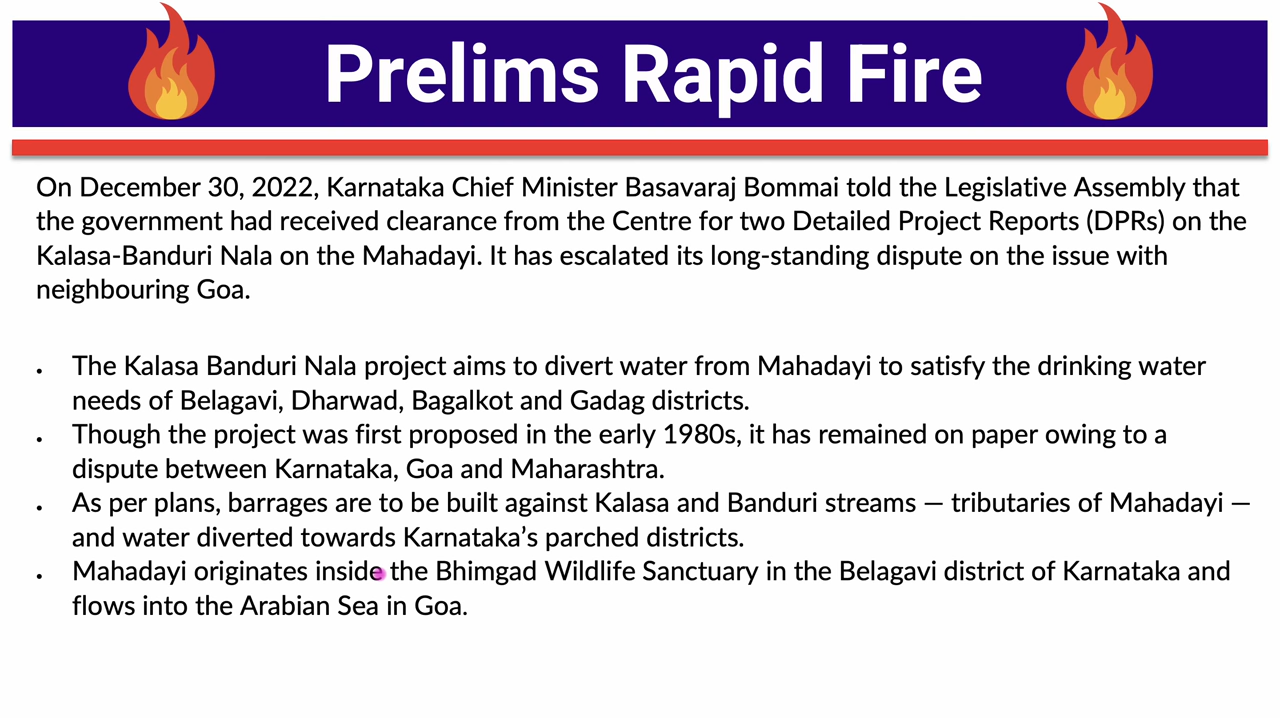 Prelims Rapid Fire
On December 30, 2022, Karnataka Chief Minister Basavaraj Bommai told the Legislative Assembly that
the government had received clearance from the Centre for two Detailed Project Reports (DPRs) on the
Kalasa-Banduri Nala on the Mahadayi. It has escalated its long-standing dispute on the issue with
neighbouring Goa.
• The Kalasa Banduri Nala project aims to divert water from Mahadayi to satisfy the drinking water
needs of Belagavi, Dharwad, Bagalkot and Gadag districts.
• Though the project was first proposed in the early 1980s, it has remained on paper owing to a
dispute between Karnataka, Goa and Maharashtra.
• As per plans, barrages are to be built against Kalasa and Banduri streams — tributaries of Mahadayi —
and water diverted towards Karnataka’s parched districts.
• Mahadayi originates inside the Bhimgad Wildlife Sanctuary in the Belagavi district of Karnataka and
flows into the Arabian Sea in Goa.